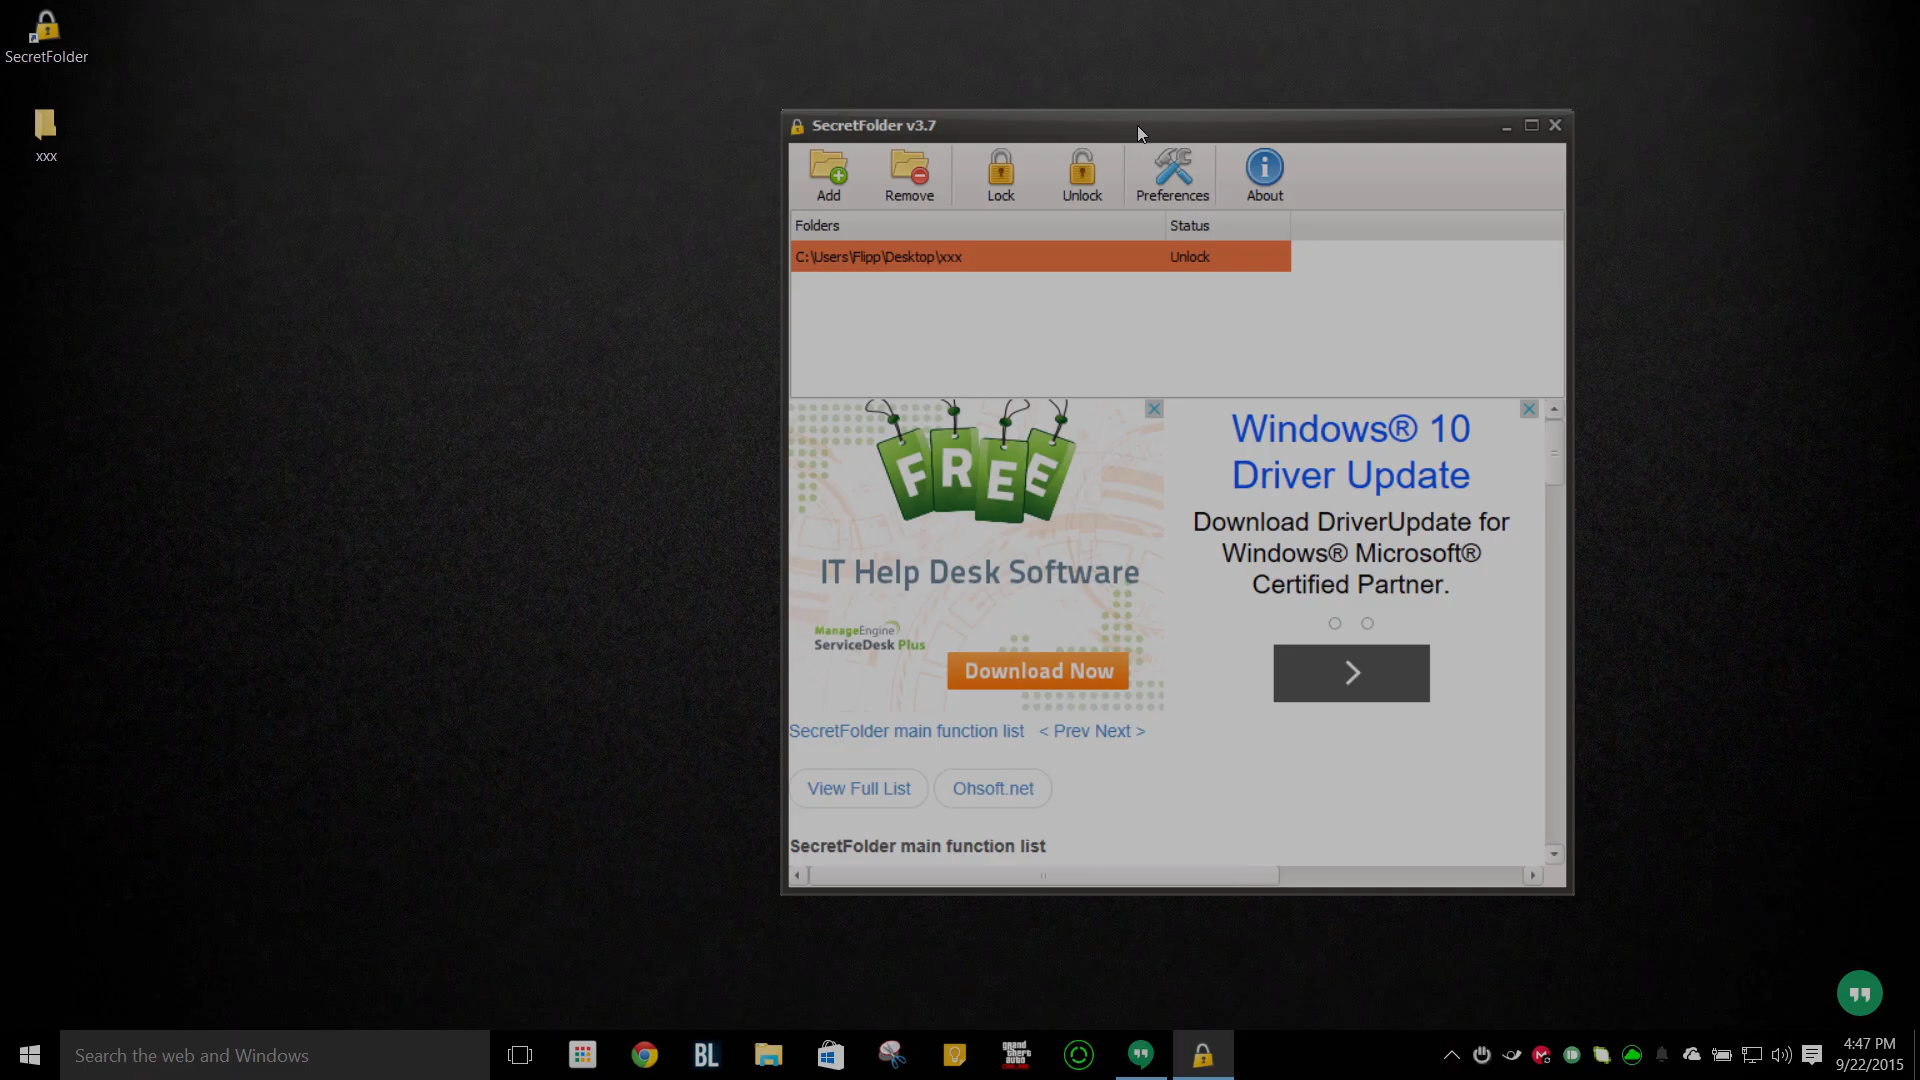 SecretFolder
xxx
SecretFolder v3.7
Add
Remove
Lock
Unlock
Preferences
About
Folders
Status
C:\Users\Flipp\Desktop\xxx
Unlock
FREE
IT Help Desk Software
ManageEngine
ServiceDesk Plus
Download Now
Windows® 10
Driver Update
Download DriverUpdate for
Windows® Microsoft®
Certified Partner.
SecretFolder main function list < Prev Next >
View Full List
Ohsoft.net
SecretFolder main function list
Search the web and Windows
BL
grand
theft
auto
4:47 PM
9/22/2015